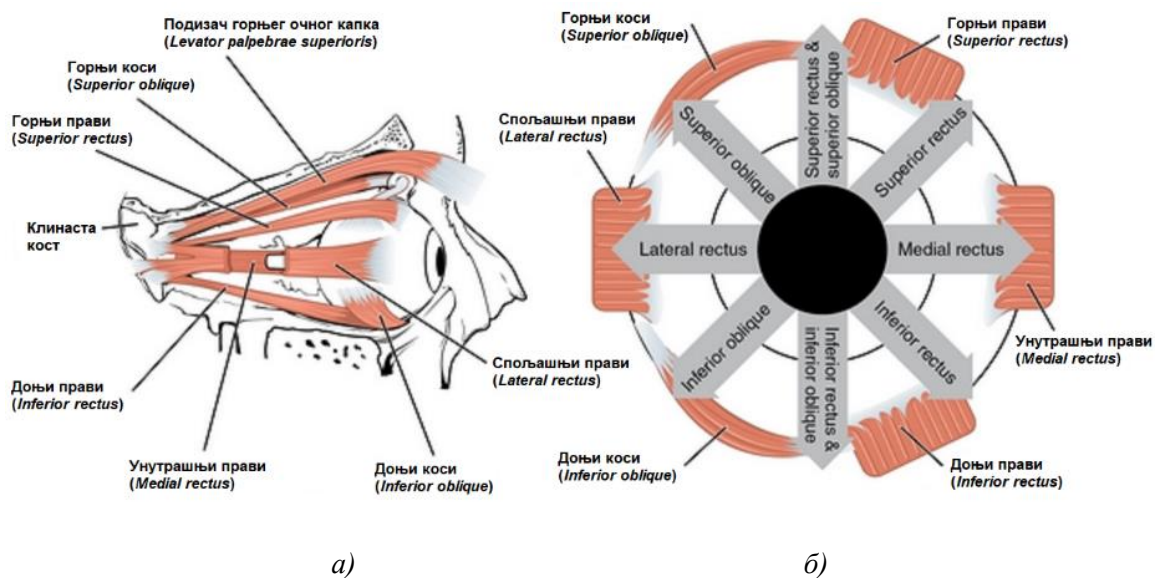 Подизач горњег очног капка
(Levator palpebrae superioris)
Горњи коси
(Superior oblique)
Горњи прави
(Superior rectus)
Клинаста
кост
Доњи прави
(Inferior rectus)
Унутрашњи прави
(Medial rectus)
Спољашњи прави
(Lateral rectus)
Доњи коси
(Inferior oblique)
а)
Горњи коси
(Superior oblique)
Горњи прави
(Superior rectus)
Спољашњи прави
(Lateral rectus)
Superior oblique
Superior rectus &
superior oblique
Superior rectus
Lateral rectus
Medial rectus
Inferior oblique
Inferior rectus &
inferior oblique
Inferior rectus
Унутрашњи прави
(Medial rectus)
Доњи коси
(Inferior oblique)
Доњи прави
(Inferior rectus)
б)